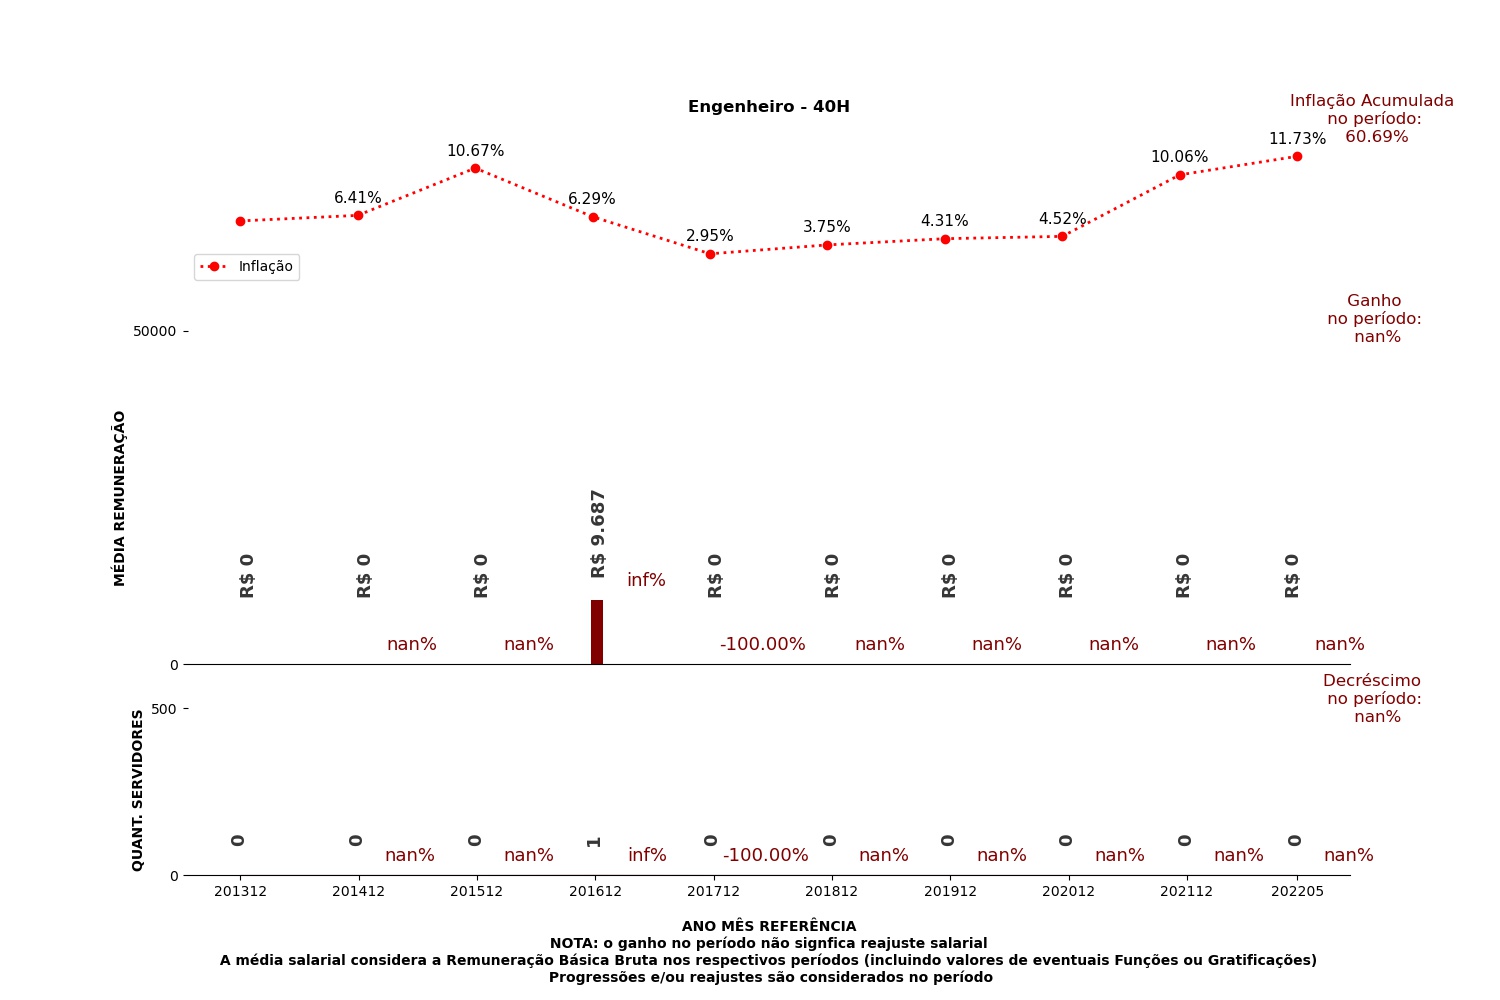 Engenheiro - 40H
Inflação Acumulada
no período:
60.69%
6.41%
10.67%
6.29%
2.95%
3.75%
4.31%
4.52%
10.06%
11.73%
Inflação
Ganho
no período:
nan%
MÉDIA REMUNERAÇÃO
50000
0
R$ 0
R$ 0
R$ 0
R$ 9.687
R$ 0
R$ 0
R$ 0
R$ 0
R$ 0
R$ 0
nan%
nan%
inf%
-100.00%
nan%
nan%
nan%
nan%
nan%
Decréscimo
no período:
nan%
QUANT. SERVIDORES
500
0
0
0
0
1
0
0
0
0
0
0
nan%
nan%
inf%
-100.00%
nan%
nan%
nan%
nan%
nan%
201312
201412
201512
201612
201712
201812
201912
202012
202112
202205
ANO MÊS REFERÊNCIA
NOTA: o ganho no período não signfica reajuste salarial
A média salarial considera a Remuneração Básica Bruta nos respectivos períodos (incluindo valores de eventuais Funções ou Gratificações)
Progressões e/ou reajustes são considerados no período